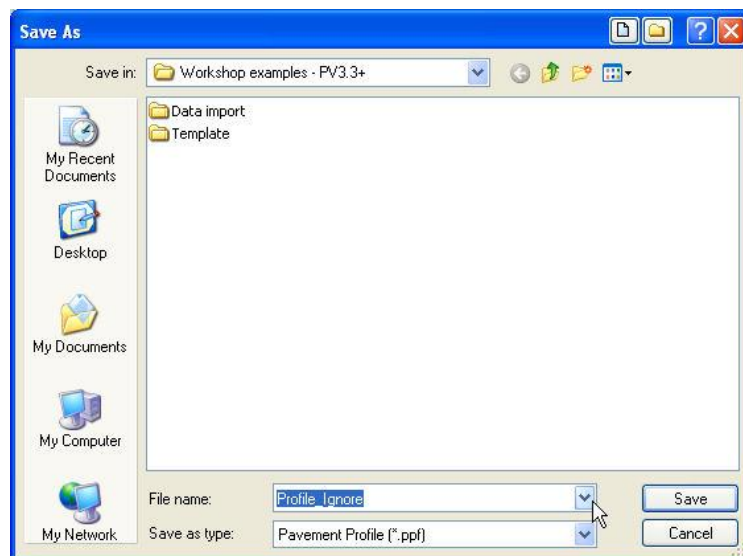 Save As
Save in:
Workshop examples - PV3.3+
Data import
Template
My Recent
Documents
Desktop
My Documents
My Computer
My Network
File name:
Profile_Ignore
Save
Save as type:
Pavement Profile (*.ppf)
Cancel